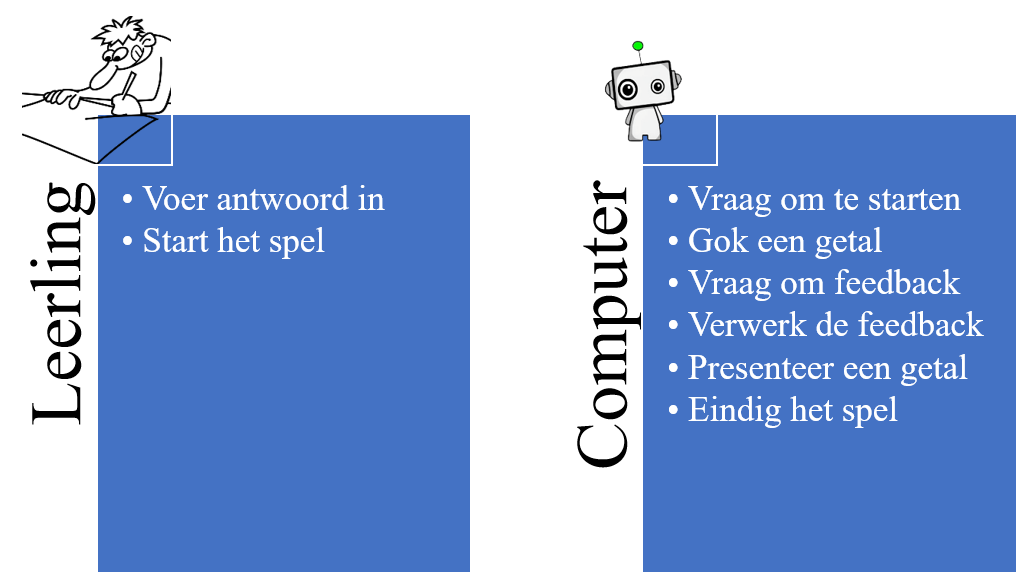 Leerling
• Voer antwoord in
• Start het spel
Computer
• Vraag om te starten
• Gok een getal
• Vraag om feedback
• Verwerk de feedback
• Presenteer een getal
• Eindig het spel